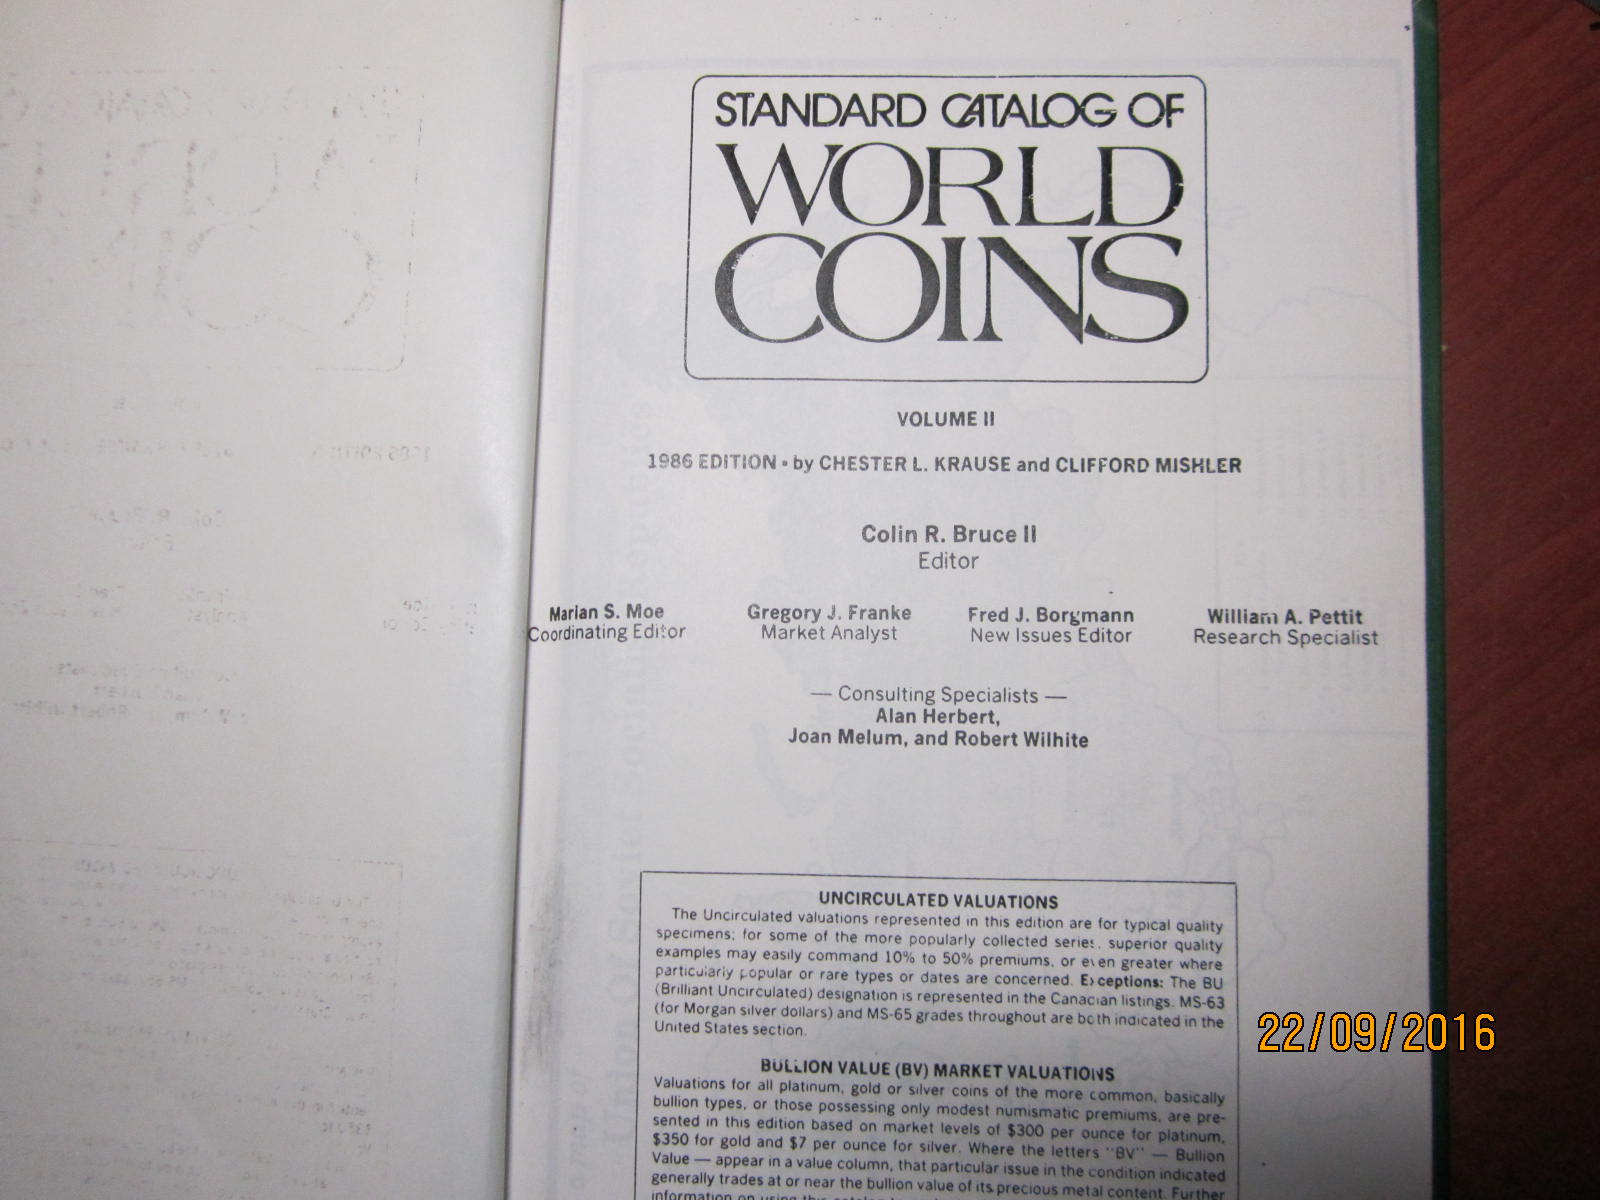 STANDARD CATALOG OF
WORLD
COINS
VOLUME II
1986 EDITION • by CHESTER L. KRAUSE and CLIFFORD MISHLER
Colin R. Bruce II
Editor
Marian S. Moe
Coordinating Editor
Gregory J. Franke
Market Analyst
Fred J. Borgmann
New Issues Editor
William A. Pettit
Research Specialist
— Consulting Specialists —
Alan Herbert,
Joan Melum, and Robert Wilhite
UNCIRCULATED VALUATIONS
The Uncirculated valuations represented in this edition are for typical quality
specimens; for some of the more popularly collected series, superior quality
examples may easily command 10% to 50% premiums, or even greater where
particularly popular or rare types or dates are concerned. Exceptions: The BU
(Brilliant Uncirculated) designation is represented in the Canadian listings. MS-63
(for Morgan silver dollars) and MS-65 grades throughout are both indicated in the
United States section.
BULLION VALUE (BV) MARKET VALUATIONS
Valuations for all platinum, gold or silver coins of the more common, basically
bullion types, or those possessing only modest numismatic premiums, are pre-
sented in this edition based on market levels of $300 per ounce for platinum,
$350 for gold and $7 per ounce for silver. Where the letters "BV" — Bullion
Value — appear in a value column, that particular issue in the condition indicated
generally trades at or near the bullion value of its precious metal content. Further
information on using this
22/09/2016